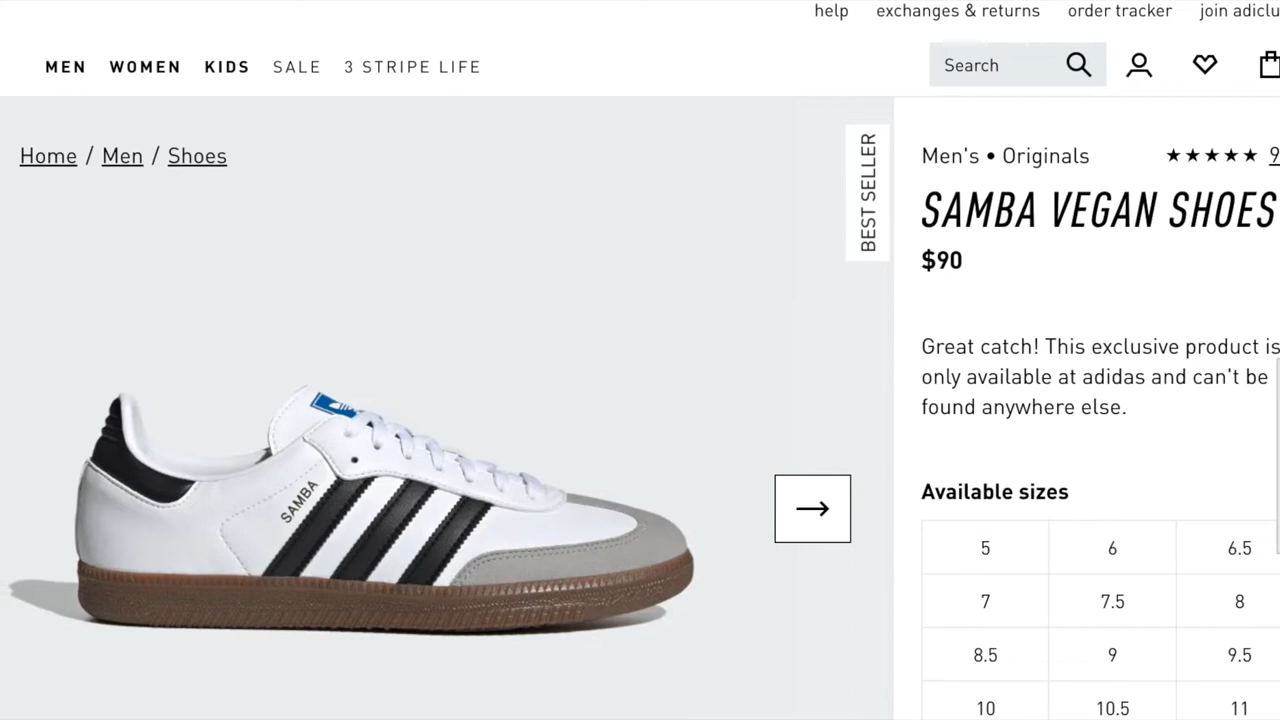 help exchanges & returns order tracker join adiclu
MEN WOMEN KIDS SALE 3 STRIPE LIFE
Search
Home / Men / Shoes
BEST SELLER
Men's • Originals ★★★★★ 9
SAMBA VEGAN SHOES
$90
Great catch! This exclusive product is
only available at adidas and can't be
found anywhere else.
SAMBA
Available sizes
5 6 6.5
7 7.5 8
8.5 9 9.5
10 10.5 11